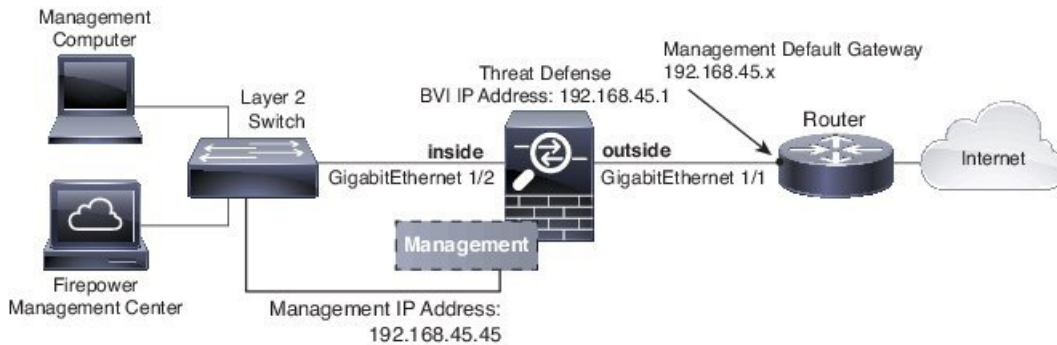 Management
Computer
Layer 2
Switch
Threat Defense
BVI IP Address: 192.168.45.1
Management Default Gateway
192.168.45.x
Router
Internet
inside
GigabitEthernet 1/2
outside
GigabitEthernet 1/1
Management
Firepower
Management Center
Management IP Address:
192.168.45.45